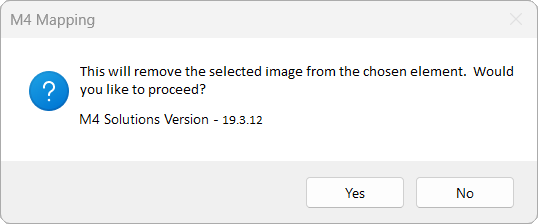 M4 Mapping
This will remove the selected image from the chosen element.  Would
you like to proceed?
M4 Solutions Version - 19.3.12
Yes
No